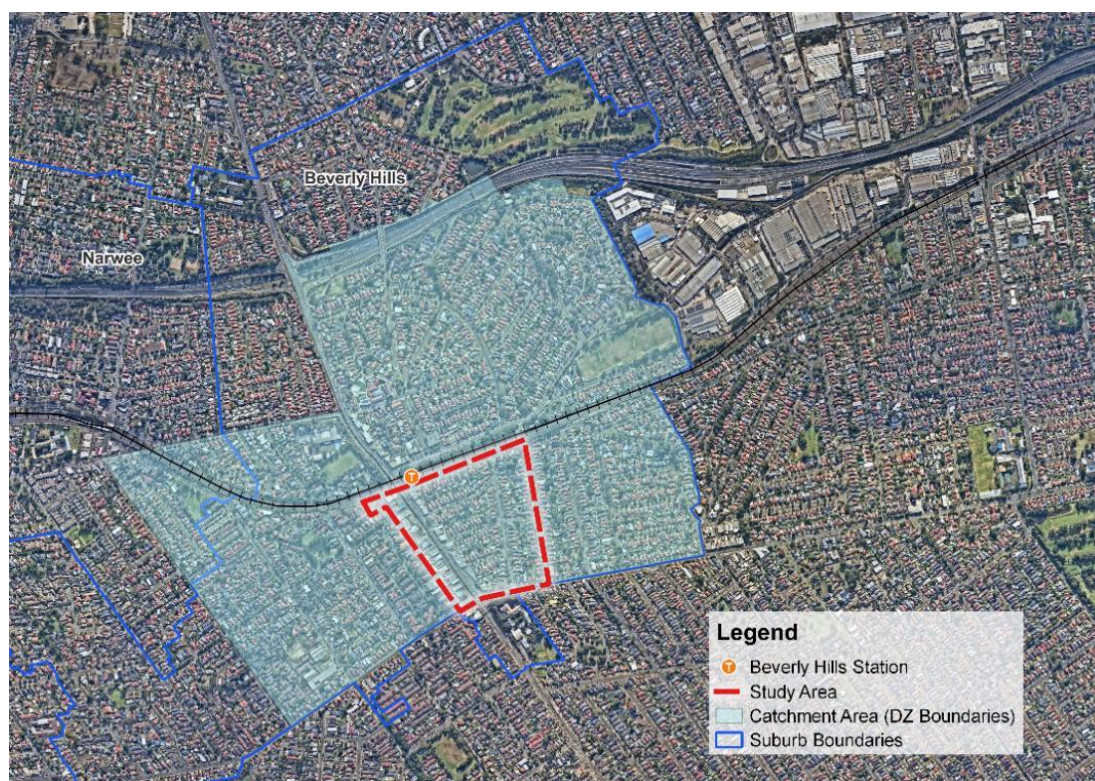 Beverly Hills
Narwee
T
Legend
T Beverly Hills Station
Study Area
Catchment Area (DZ Boundaries)
Suburb Boundaries